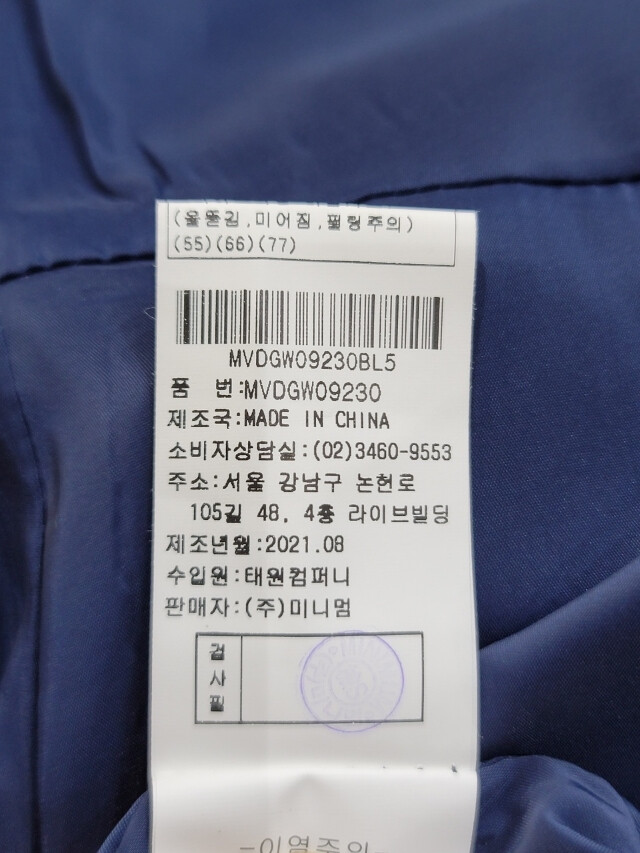 (올뜯김,미어짐,필링주의)
(55)(66)(77)
MVDGW09230BL5
품 번:MVDGW09230
제조국:MADE IN CHINA
소비자상담실:(02)3460-9553
주소:서울 강남구 논현로
105길 48, 4층 라이브빌딩
제조년월:2021.08
수입원:태원컴퍼니
판매자:(주)미니멈
검
사
필
-이염주의-